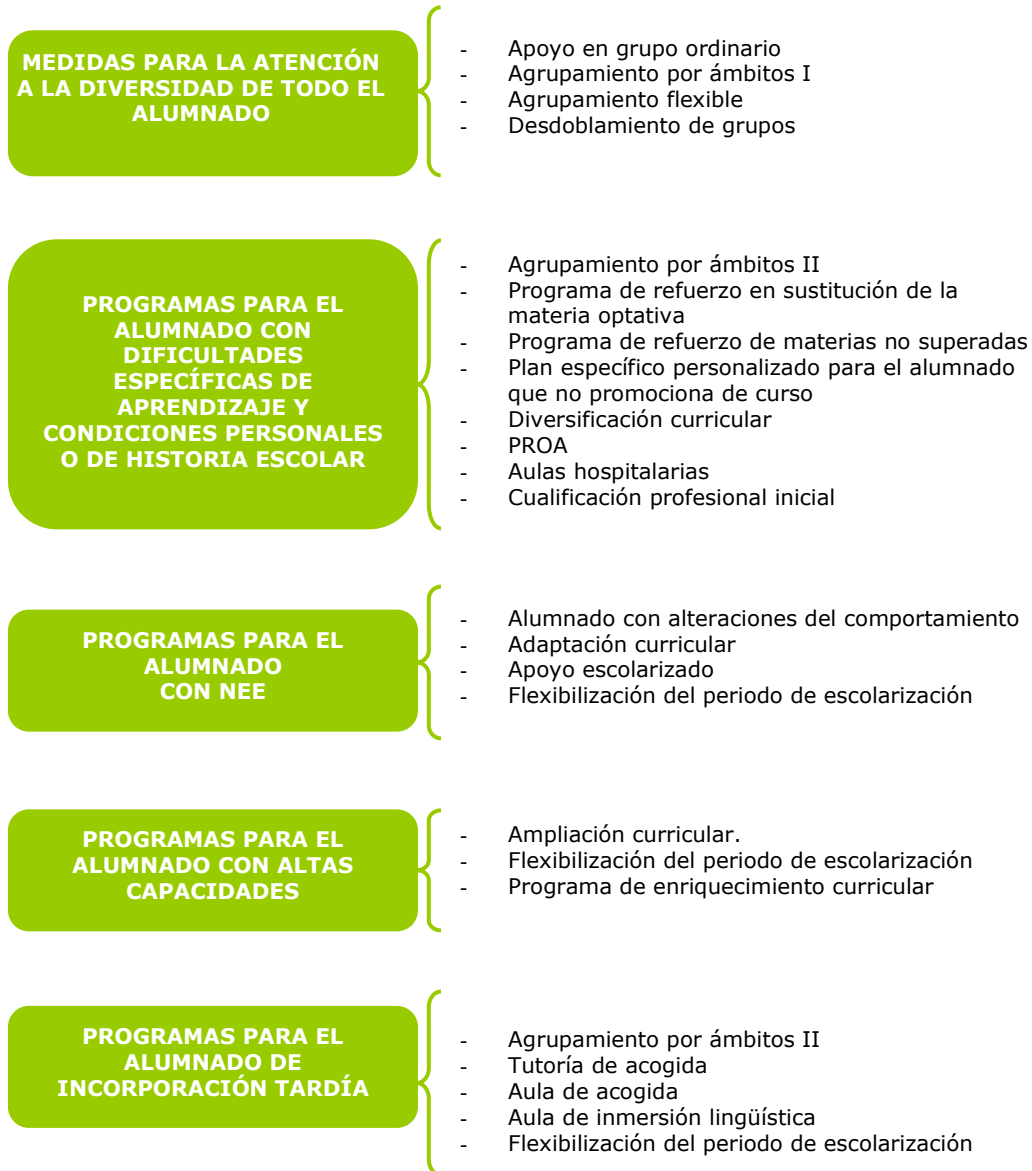 MEDIDAS PARA LA ATENCIÓN
A LA DIVERSIDAD DE TODO EL
ALUMNADO
- Apoyo en grupo ordinario
- Agrupamiento por ámbitos I
- Agrupamiento flexible
- Desdoblamiento de grupos
PROGRAMAS PARA EL
ALUMNADO CON
DIFICULTADES
ESPECÍFICAS DE
APRENDIZAJE Y
CONDICIONES PERSONALES
O DE HISTORIA ESCOLAR
- Agrupamiento por ámbitos II
- Programa de refuerzo en sustitución de la
materia optativa
- Programa de refuerzo de materias no superadas
- Plan específico personalizado para el alumnado
que no promociona de curso
- Diversificación curricular
- PROA
- Aulas hospitalarias
- Cualificación profesional inicial
PROGRAMAS PARA EL
ALUMNADO
CON NEE
- Alumnado con alteraciones del comportamiento
- Adaptación curricular
- Apoyo escolarizado
- Flexibilización del periodo de escolarización
PROGRAMAS PARA EL
ALUMNADO CON ALTAS
CAPACIDADES
- Ampliación curricular.
- Flexibilización del periodo de escolarización
- Programa de enriquecimiento curricular
PROGRAMAS PARA EL
ALUMNADO DE
INCORPORACIÓN TARDÍA
- Agrupamiento por ámbitos II
- Tutoría de acogida
- Aula de acogida
- Aula de inmersión lingüística
- Flexibilización del periodo de escolarización